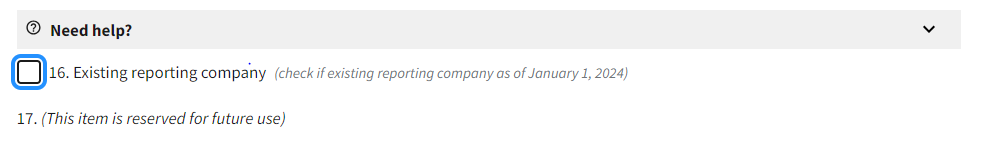 Need help?
16. Existing reporting company (check if existing reporting company as of January 1, 2024)
17. (This item is reserved for future use)